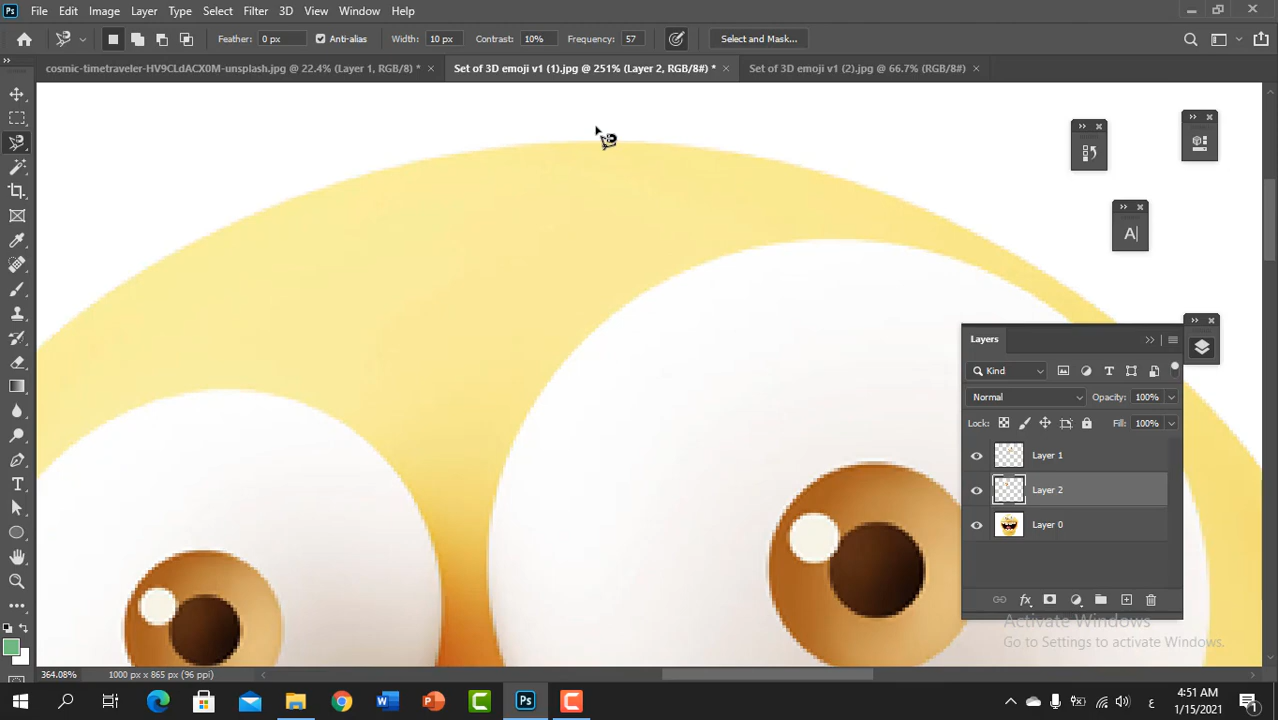 Ps File Edit Image Layer Type Select Filter 3D View Window Help
Feather: 0 px Anti-alias Width: 10 px Contrast: 10% Frequency: 57 Select and Mask...
cosmic-timetraveler-HV9CLdACX0M-unsplash.jpg @ 22.4% (Layer 1, RGB/8) * × Set of 3D emoji v1 (1).jpg @ 251% (Layer 2, RGB/8#) * × Set of 3D emoji v1 (2).jpg @ 66.7% (RGB/8#) ×
A
Layers
Kind
Normal Opacity: 100%
Lock: Fill: 100%
Layer 1
Layer 2
Layer 0
fx
Activate Windows
Go to Settings to activate Windows.
364.08% 1000 px x 865 px (96 ppi)
4:51 AM
ع
1/15/2021
1